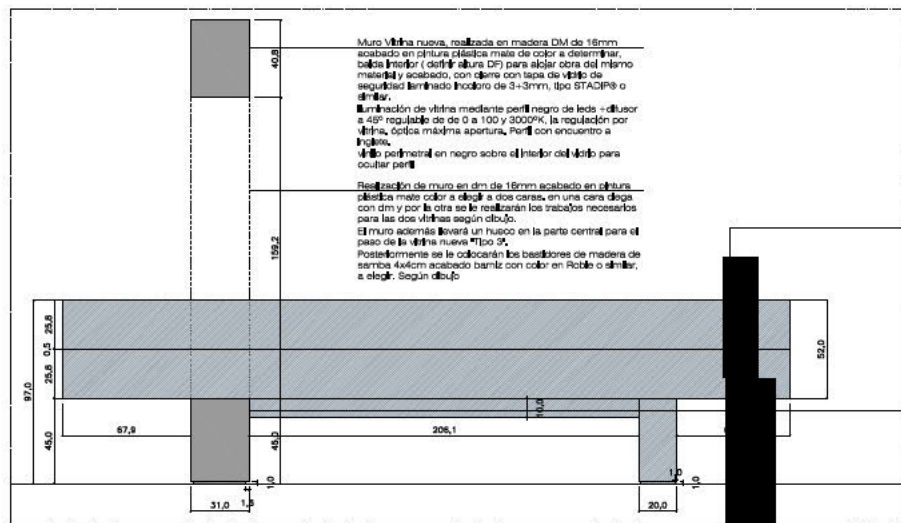 40,8
Muro Vitrina nueva, realizada en madera DM de 16mm
acabado en pintura plástica mate de color a determinar,
balda interior ( definir altura DF) para alojar obra del mismo
material y acabado, con cierre con tapa de vidrio de
seguridad laminado incoloro de 3+3mm, tipo STADIP® o
similar.
Iluminación de vitrina mediante perfil negro de leds +difusor
a 45º regulable de de 0 a 100 y 3000ºK, la regulación por
vitrina, óptica máxima apertura. Perfil con encuentro a
inglete.
vinilo perimetral en negro sobre el interior del vidrio para
ocultar perfil
Realización de muro en dm de 16mm acabado en pintura
plástica mate color a elegir a dos caras, en una cara ciega
con dm y por la otra se le realizarán los trabajos necesarios
para las dos vitrinas según dibujo.
El muro además llevará un hueco en la parte central para el
paso de la vitrina nueva "Tipo 3".
Posteriormente se le colocarán los bastidores de madera de
samba 4x4cm acabado barniz con color en Roble o similar,
a elegir. Según dibujo
159,2
25,8
0,5
25,8
97,0
52,0
45,0
67,9
45,0
206,1
10,0
1,0
31,0
1,5
1,0
1,0
20,0